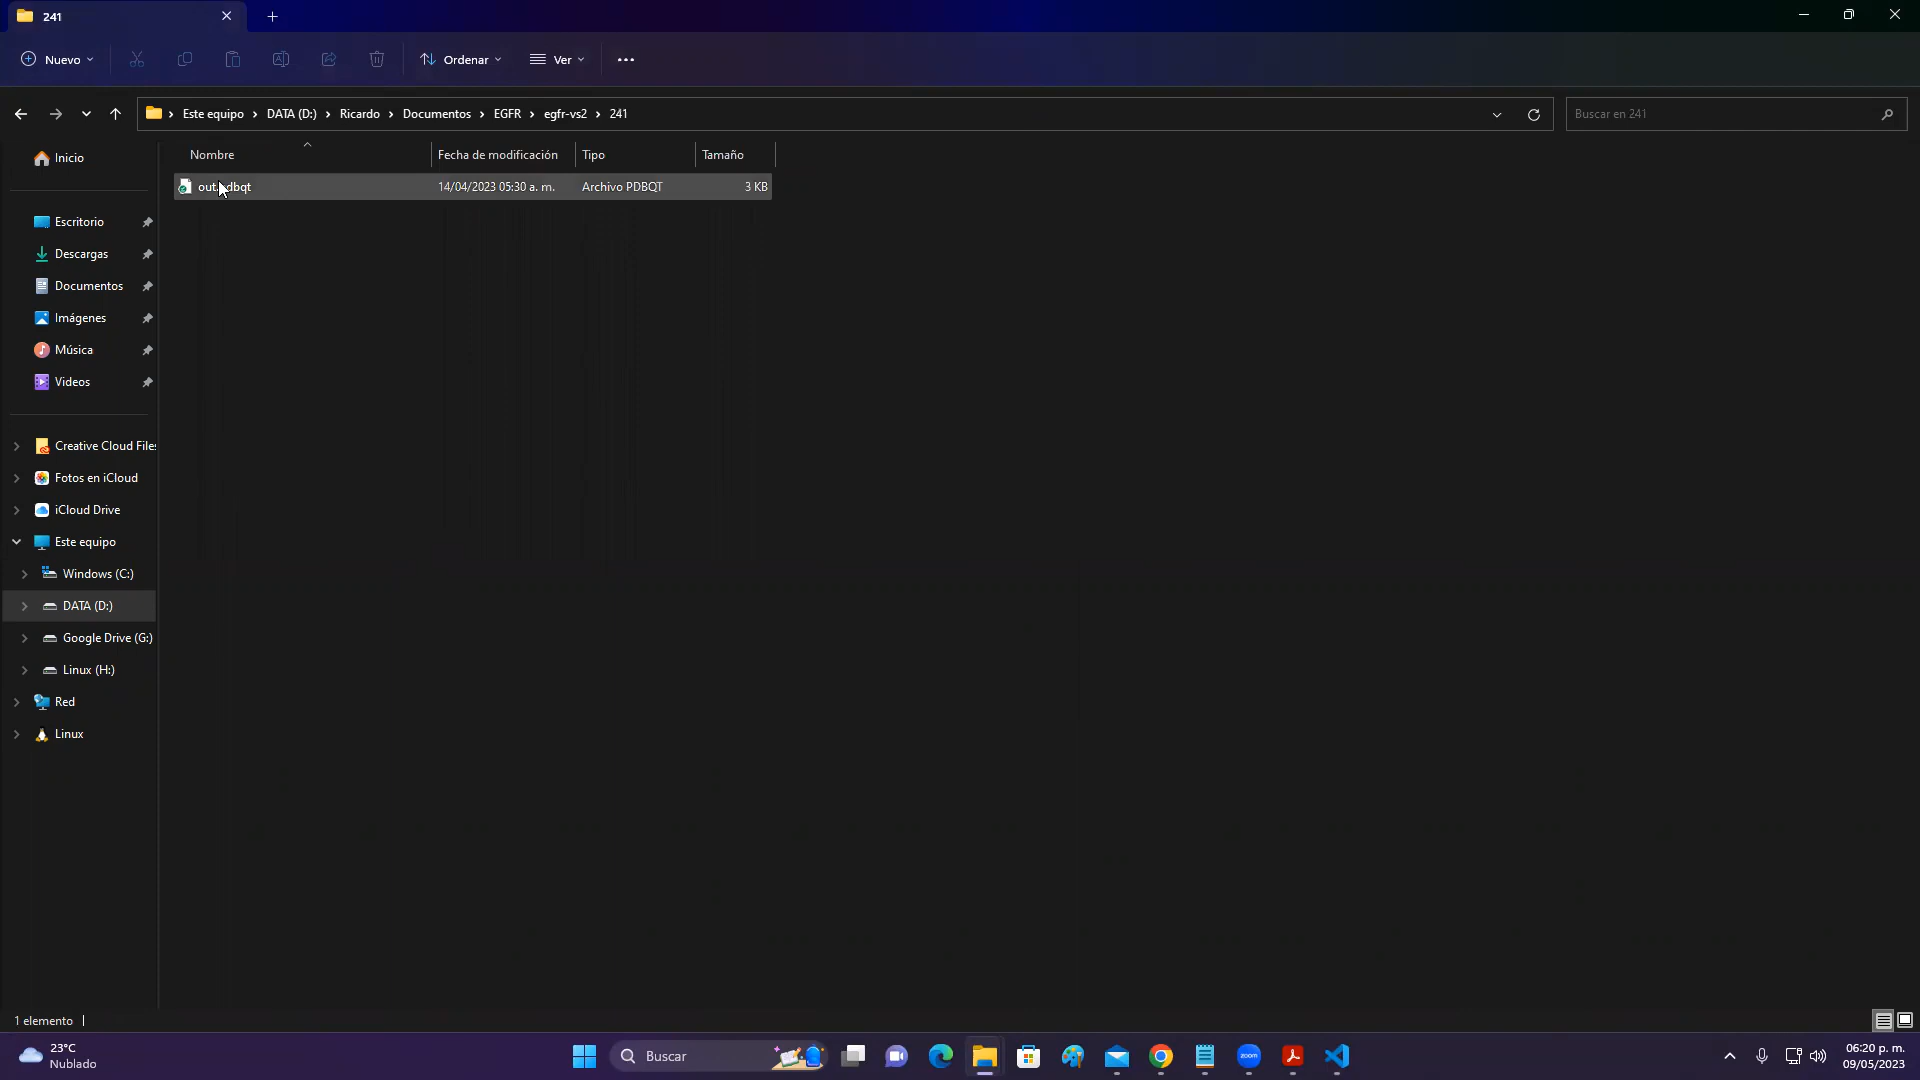 241
Nuevo
Ordenar
Ver
Este equipo
DATA (D:)
Ricardo
Documentos
EGFR
egfr-vs2
241
Buscar en 241
Nombre
Fecha de modificación
Tipo
Tamaño
14/04/2023 05:30 a. m.
Archivo PDBQT
3 KB
Inicio
Escritorio
Descargas
Documentos
Imágenes
Música
Videos
Creative Cloud Files
Fotos en iCloud
iCloud Drive
Este equipo
Windows (C:)
DATA (D:)
Google Drive (G:)
Linux (H:)
Red
Linux
1 elemento
23°C
Nublado
Buscar
zoom
06:20 p. m.
09/05/2023